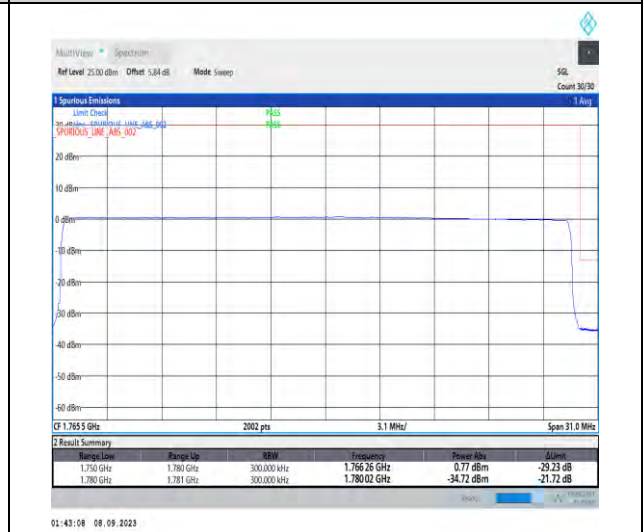 MultiView Spectrum
Ref Level 25.00 dBm Offset 5.84 dB Mode Sweep SGL
Count 30/30
1 Spurious Emissions 1 Avg
Limit Check PASS
SPURIOUS_LINE_ABS_002 PASS
SPURIOUS_LINE_ABS_002
20 dBm
10 dBm
0 dBm
-10 dBm
-20 dBm
-30 dBm
-40 dBm
-50 dBm
-60 dBm
CF 1.7655 GHz 2002 pts 3.1 MHz/ Span 31.0 MHz
2 Result Summary
Range Low Range Up RBW Frequency Power Abs ΔLimit
1.750 GHz 1.780 GHz 300.000 kHz 1.766 26 GHz 0.77 dBm -29.23 dB
1.780 GHz 1.781 GHz 300.000 kHz 1.780 02 GHz -34.72 dBm -21.72 dB
Ready
01:43:08 08.09.2023